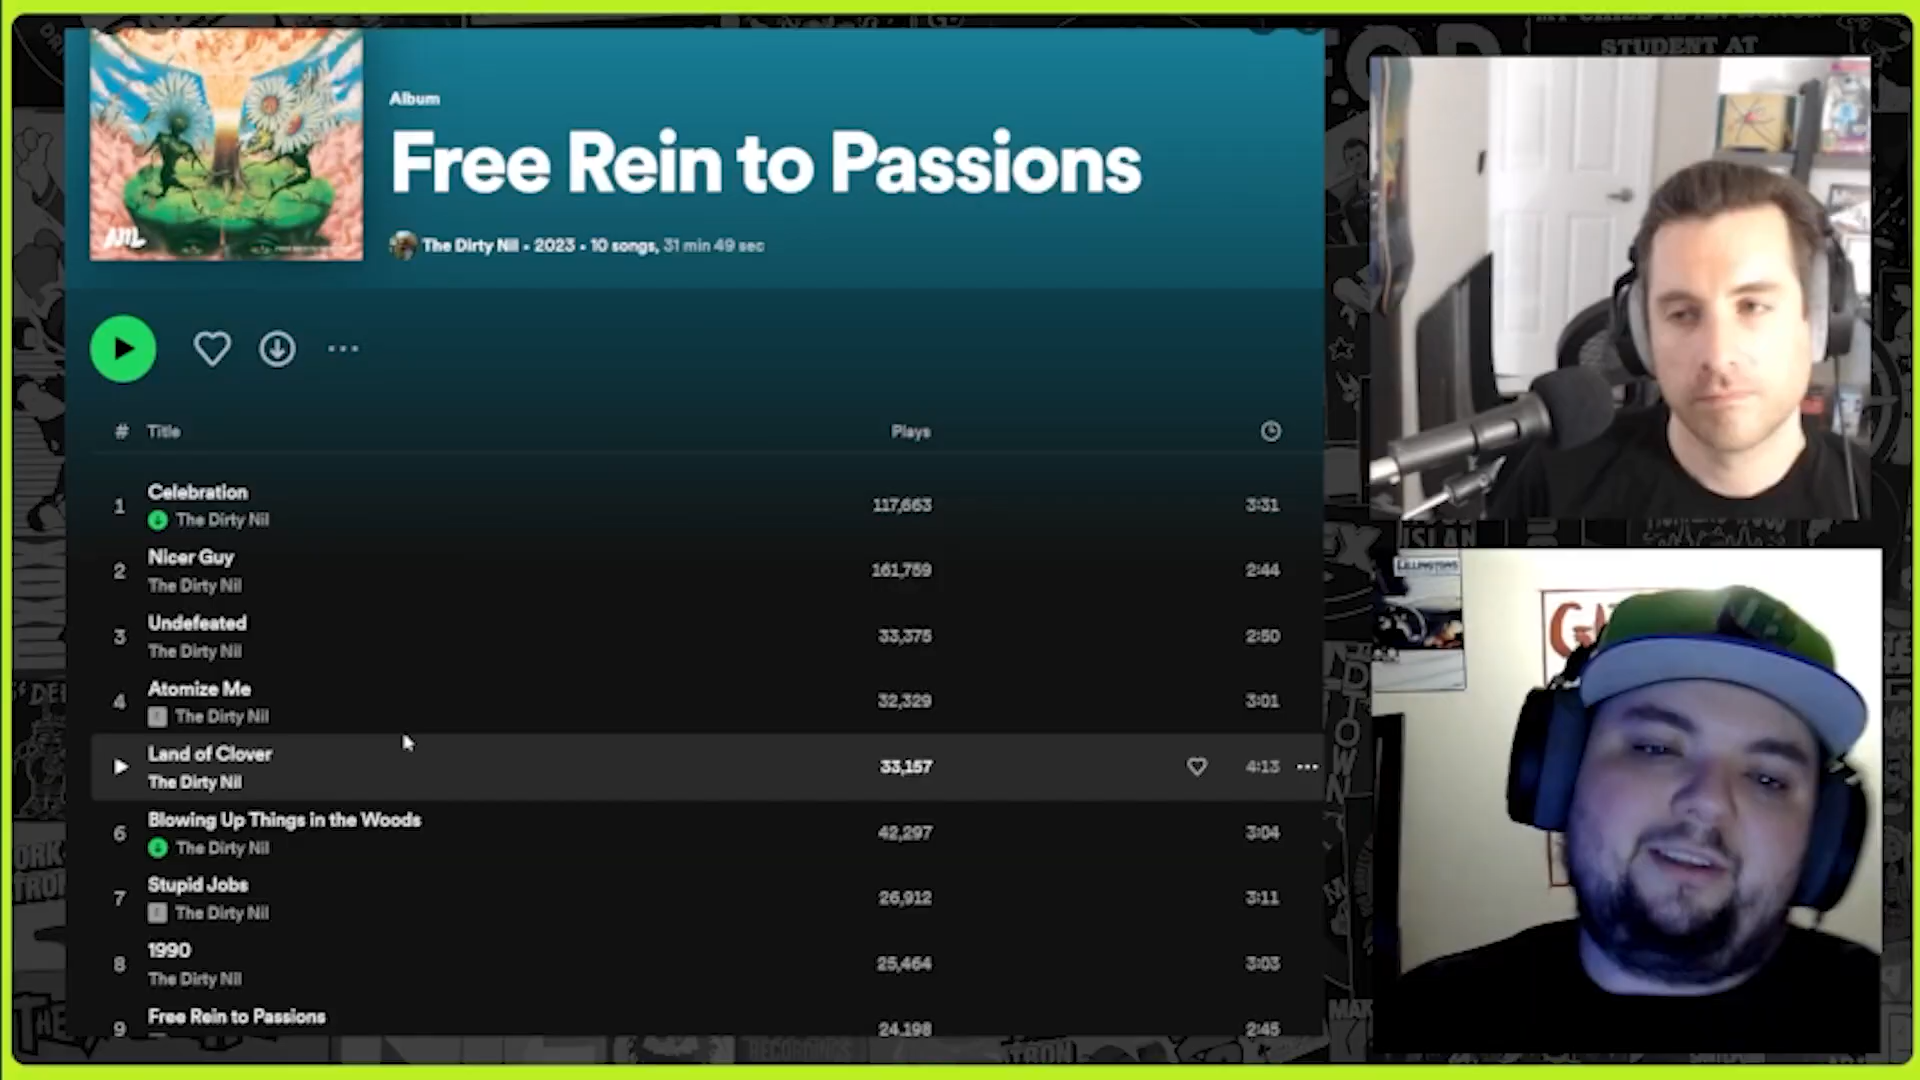 STUDENT AT
Album
Free Rein to Passions
The Dirty Nil • 2023 • 10 songs, 31 min 49 sec
# Title Plays
1 Celebration 117,663 3:31
The Dirty Nil
2 Nicer Guy 161,759 2:44
The Dirty Nil
3 Undefeated 33,375 2:50
The Dirty Nil
4 Atomize Me 32,329 3:01
E The Dirty Nil
Land of Clover 33,157 4:13
The Dirty Nil
6 Blowing Up Things in the Woods 42,297 3:04
The Dirty Nil
7 Stupid Jobs 26,912 3:11
E The Dirty Nil
8 1990 25,464 3:03
The Dirty Nil
9 Free Rein to Passions 24,198 2:45
LILLINGTONS
RECORDINGS